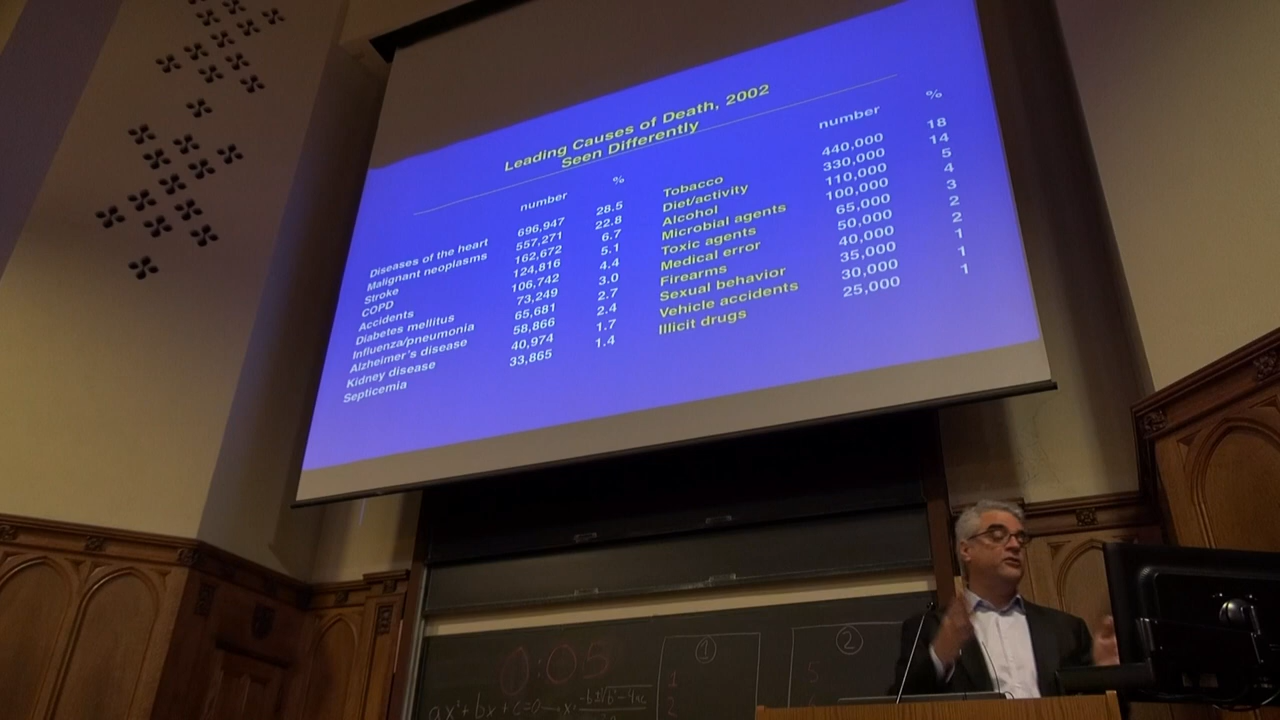 Leading Causes of Death, 2002
Seen Differently
number %
Diseases of the heart 696,947 28.5
Malignant neoplasms 557,271 22.8
Stroke 162,672 6.7
COPD 124,816 5.1
Accidents 106,742 4.4
Diabetes mellitus 73,249 3.0
Influenza/pneumonia 65,681 2.7
Alzheimer's disease 58,866 2.4
Kidney disease 40,974 1.7
Septicemia 33,865 1.4
number %
Tobacco 440,000 18
Diet/activity 330,000 14
Alcohol 110,000 5
Microbial agents 100,000 4
Toxic agents 65,000 3
Medical error 50,000 2
Firearms 40,000 2
Sexual behavior 35,000 1
Vehicle accidents 30,000 1
Illicit drugs 25,000 1
0:05
ax²+bx+c=0
1
1
2
2
5